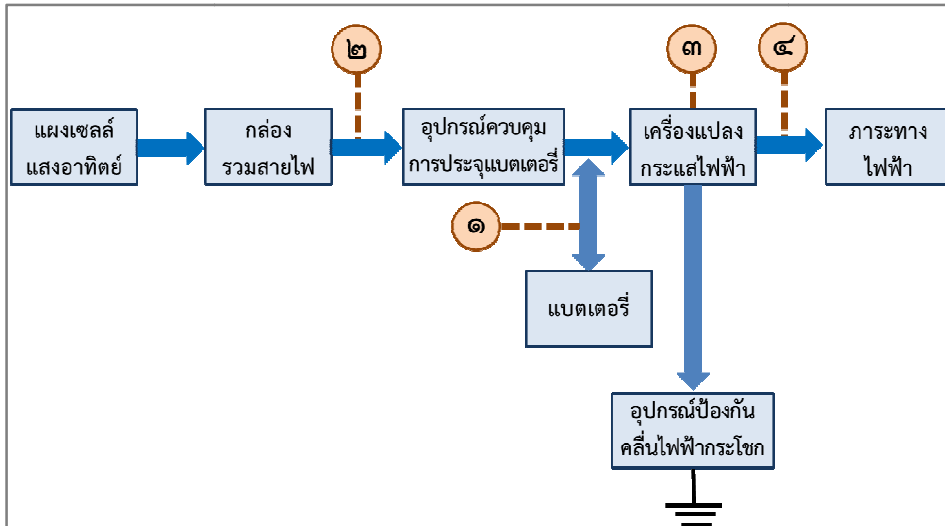 ๒
๓
๔
แผงเซลล์
แสงอาทิตย์
กล่อง
รวมสายไฟ
อุปกรณ์ควบคุม
การประจุแบตเตอรี่
เครื่องแปลง
กระแสไฟฟ้า
ภาระทาง
ไฟฟ้า
๑
แบตเตอรี่
อุปกรณ์ป้องกัน
คลื่นไฟฟ้ากระโชก